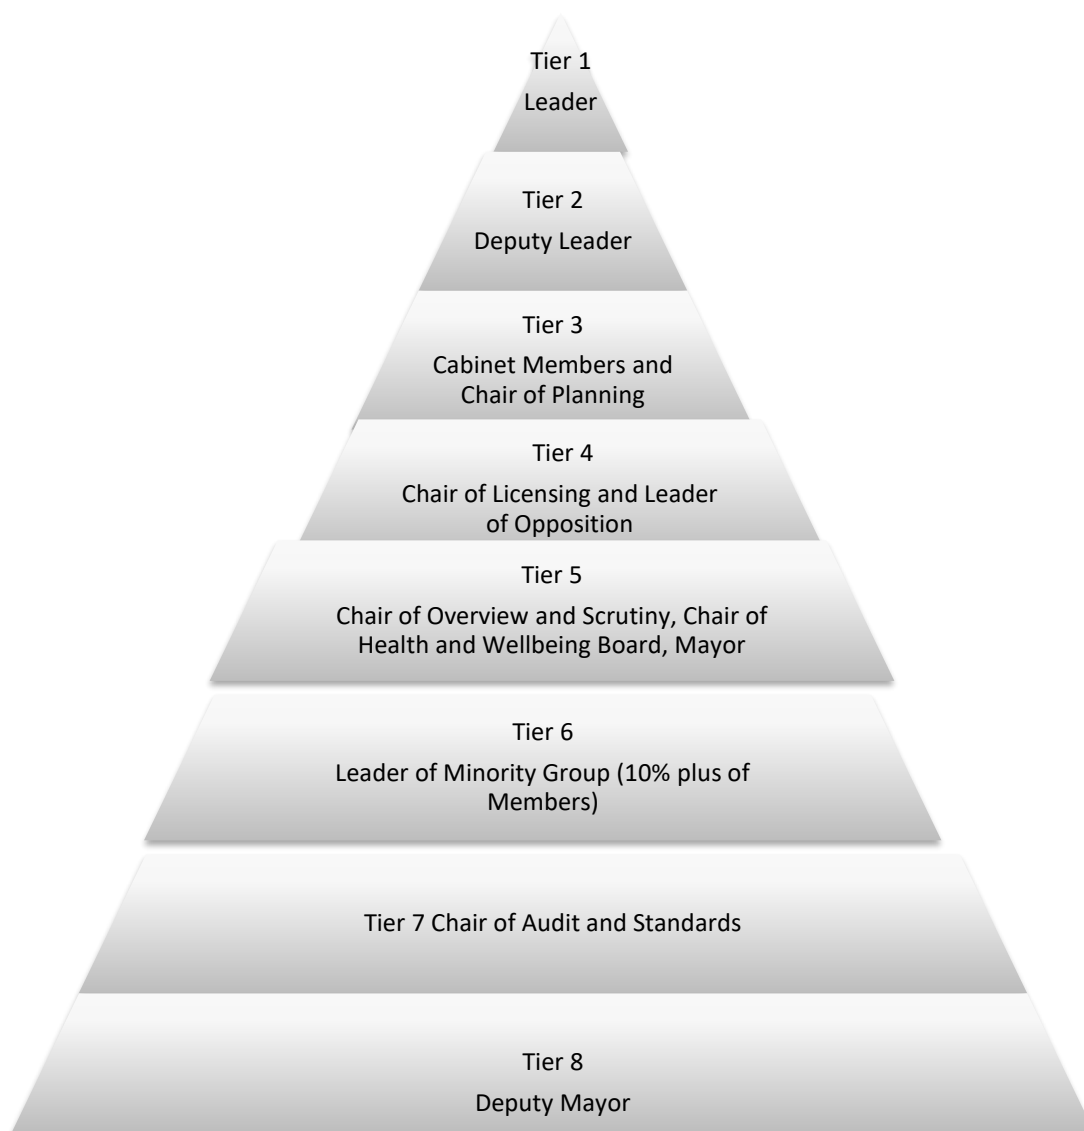 Tier 1
Leader
Tier 2
Deputy Leader
Tier 3
Cabinet Members and
Chair of Planning
Tier 4
Chair of Licensing and Leader
of Opposition
Tier 5
Chair of Overview and Scrutiny, Chair of
Health and Wellbeing Board, Mayor
Tier 6
Leader of Minority Group (10% plus of
Members)
Tier 7 Chair of Audit and Standards
Tier 8
Deputy Mayor